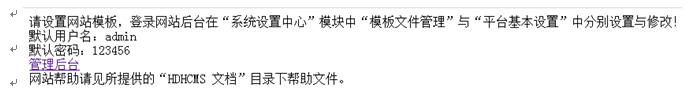 请设置网站模板，登录网站后台在“系统设置中心”模块中“模板文件管理”与“平台基本设置”中分别设置与修改！
默认用户名：admin
默认密码：123456
管理后台
网站帮助请见所提供的“HDHCMS 文档”目录下帮助文件。